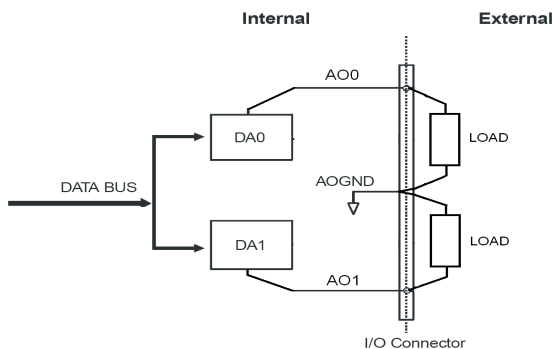 Internal
External
AO0
DA0
LOAD
AOGND
DATA BUS
DA1
LOAD
AO1
I/O Connector